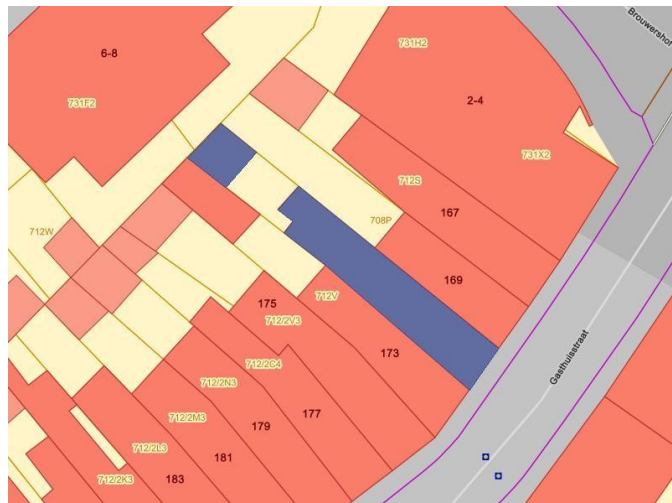 Brouwershof
6-8
731H2
731F2
2-4
731X2
712S
167
712W
708P
169
175
712V
712/2V3
173
Gasthuisstraat
712/2C4
712/2N3
177
712/2M3
179
712/2L3
181
712/2K3
183